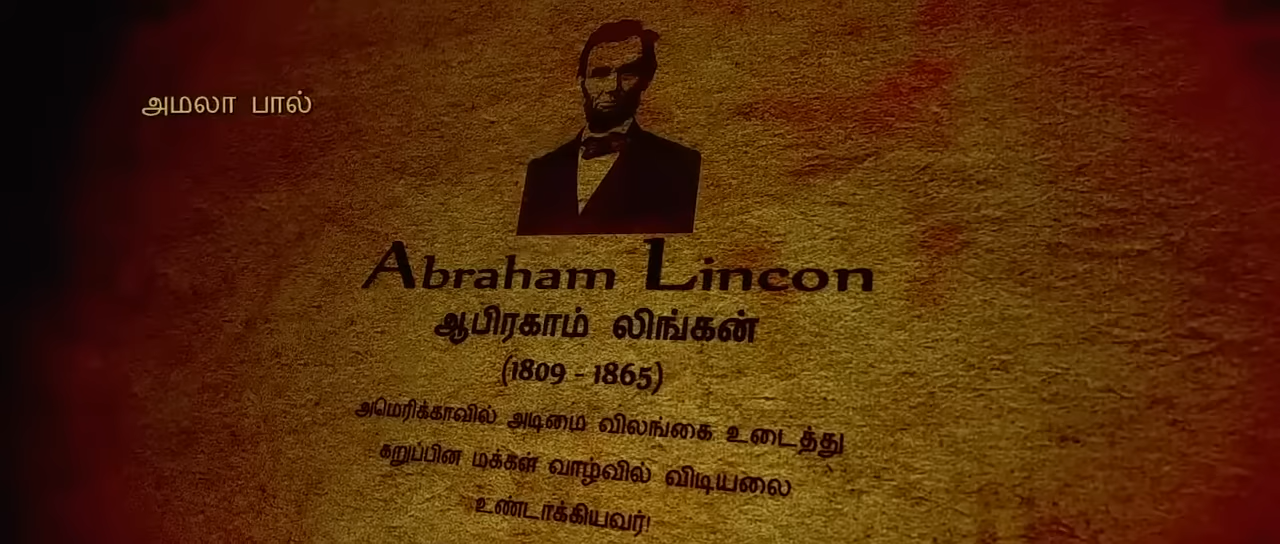 அமலா பால்
Abraham Lincon
ஆபிரகாம் லிங்கன்
(1809 - 1865)
அமெரிக்காவில் அடிமை விலங்கை உடைத்து
கறுப்பின மக்கள் வாழ்வில் விடியலை
உண்டாக்கியவர்!